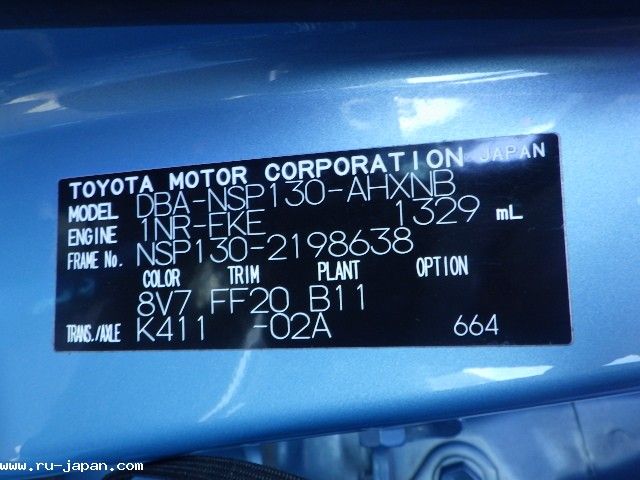 TOYOTA MOTOR CORPORATION JAPAN
MODEL DBA-NSP130-AHXNB
ENGINE 1NR-FKE 1329 mL
FRAME No. NSP130-2198638
COLOR TRIM PLANT OPTION
8V7 FF20 B11
TRANS./AXLE K411 -02A 664
www.ru-japan.com